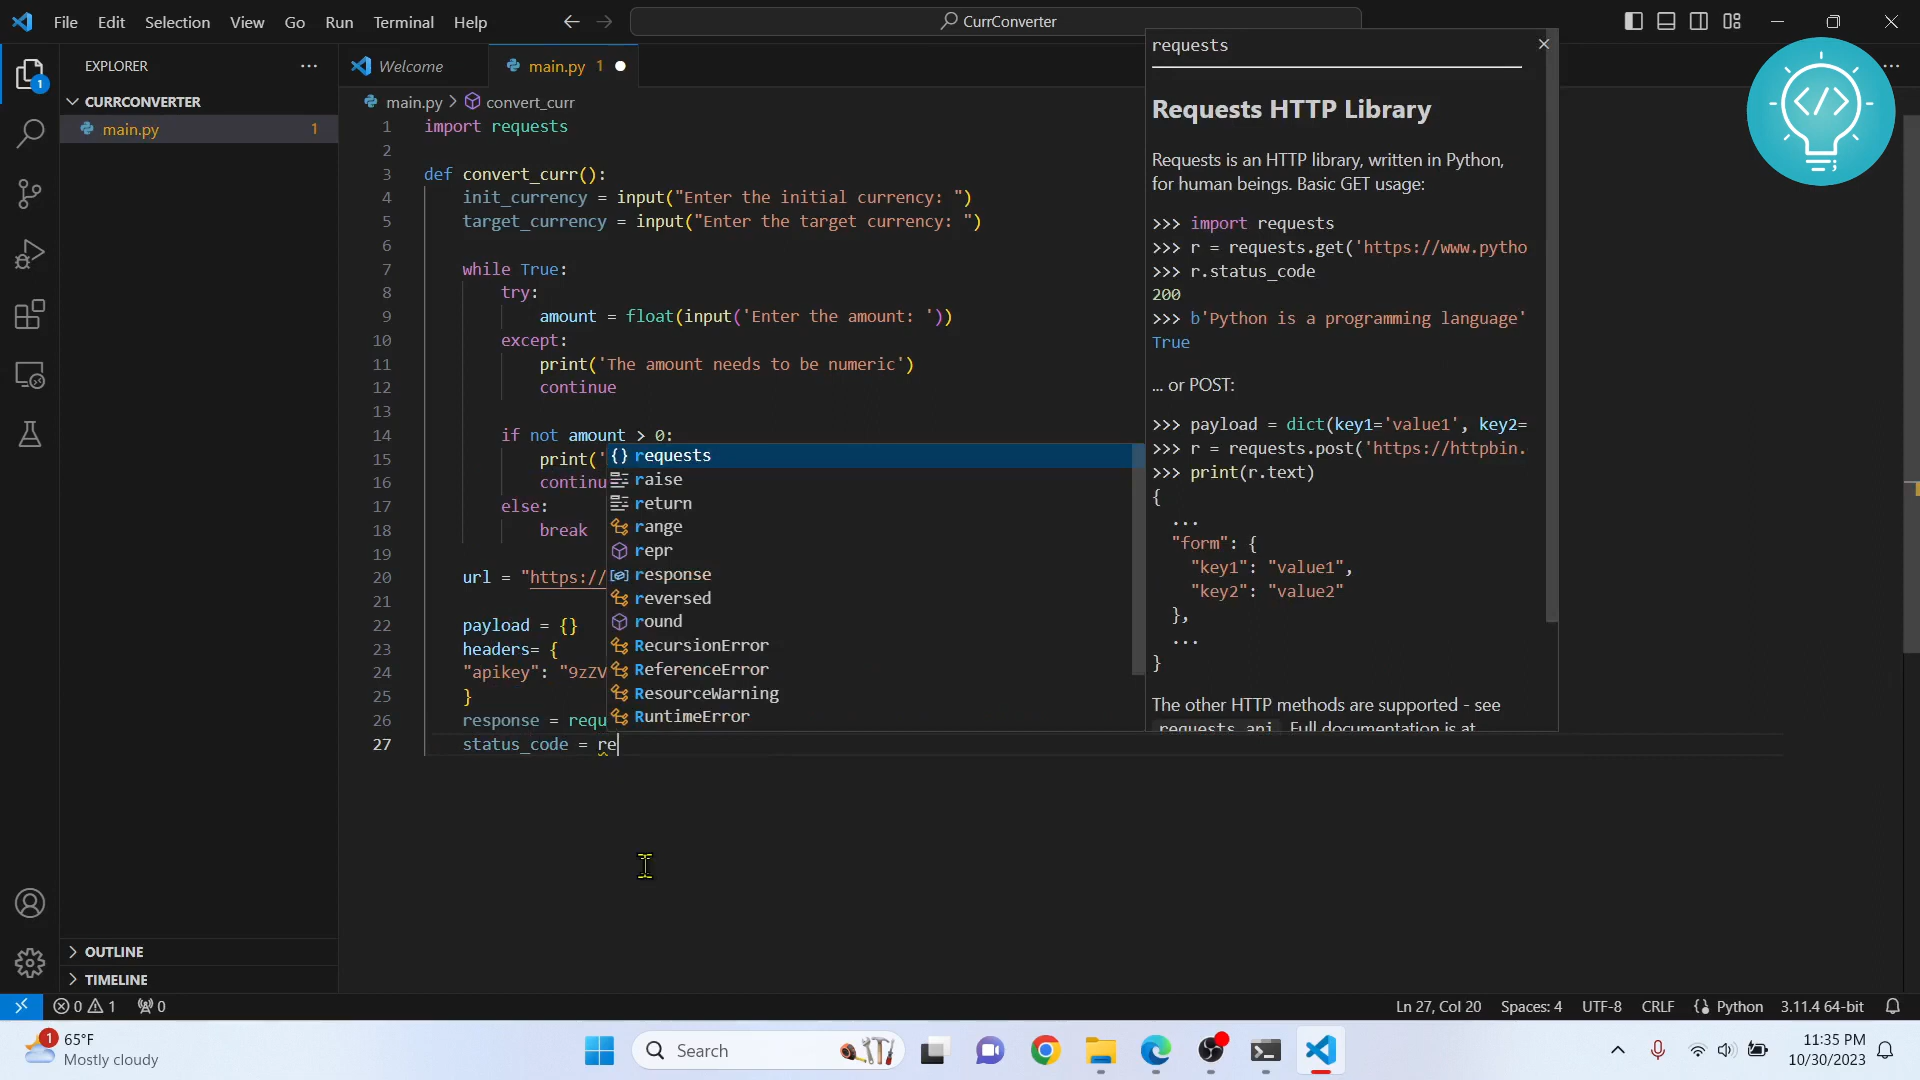 File Edit Selection View Go Run Terminal Help
CurrConverter
EXPLORER
CURRCONVERTER
main.py 1
1
Welcome
main.py 1
main.py > convert_curr
1 import requests
2
3 def convert_curr():
4 init_currency = input("Enter the initial currency: ")
5 target_currency = input("Enter the target currency: ")
6
7 while True:
8 try:
9 amount = float(input('Enter the amount: '))
10 except:
11 print('The amount needs to be numeric')
12 continue
13
14 if not amount > 0:
15 print('
16 continu
17 else:
18 break
19
20 url = "https://
21
22 payload = {}
23 headers= {
24 "apikey": "9zZV
25 }
26 response = requ
27 status_code = re
{} requests
raise
return
range
repr
response
reversed
round
RecursionError
ReferenceError
ResourceWarning
RuntimeError
requests
Requests HTTP Library
Requests is an HTTP library, written in Python,
for human beings. Basic GET usage:
>>> import requests
>>> r = requests.get('https://www.pytho
>>> r.status_code
200
>>> b'Python is a programming language'
True
... or POST:
>>> payload = dict(key1='value1', key2=
>>> r = requests.post('https://httpbin.
>>> print(r.text)
{
...
"form": {
"key1": "value1",
"key2": "value2"
},
...
}
The other HTTP methods are supported - see
requests.api. Full documentation is at
OUTLINE
TIMELINE
0 1 0
Ln 27, Col 20 Spaces: 4 UTF-8 CRLF {} Python 3.11.4 64-bit
1
65°F
Mostly cloudy
Search
11:35 PM
10/30/2023